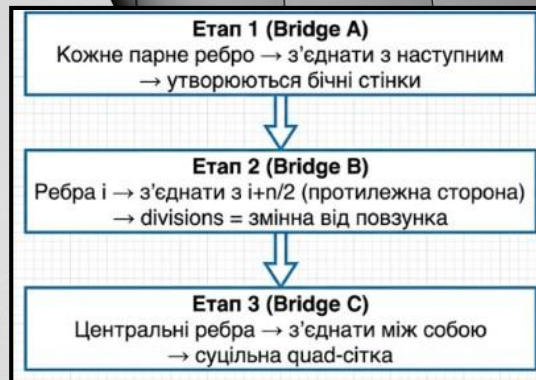 Етап 1 (Bridge A)
Кожне парне ребро → з’єднати з наступним
→ утворюються бічні стінки
Етап 2 (Bridge B)
Ребра i → з’єднати з i+n/2 (протилежна сторона)
→ divisions = змінна від повзунка
Етап 3 (Bridge C)
Центральні ребра → з’єднати між собою
→ суцільна quad-сітка